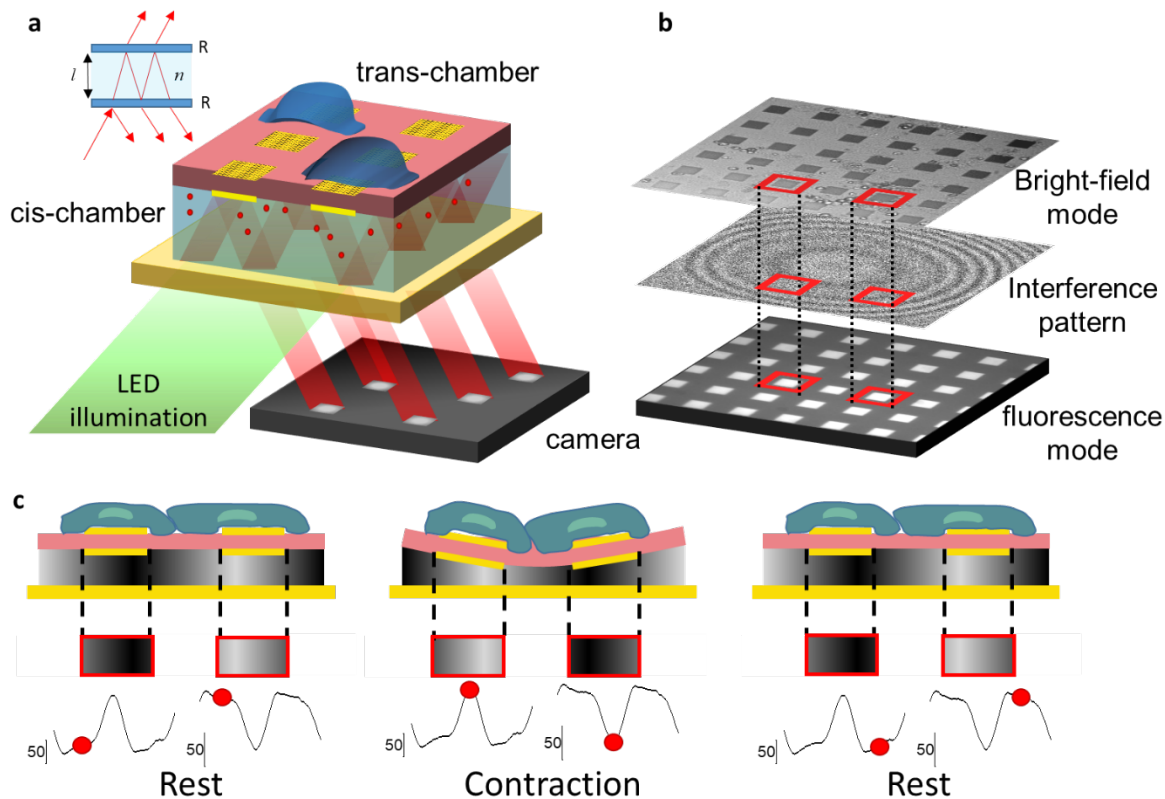 a
R
l
n
R
trans-chamber
cis-chamber
LED
illumination
camera
b
Bright-field
mode
Interference
pattern
fluorescence
mode
c
50
50
50
50
50
50
Rest
Contraction
Rest